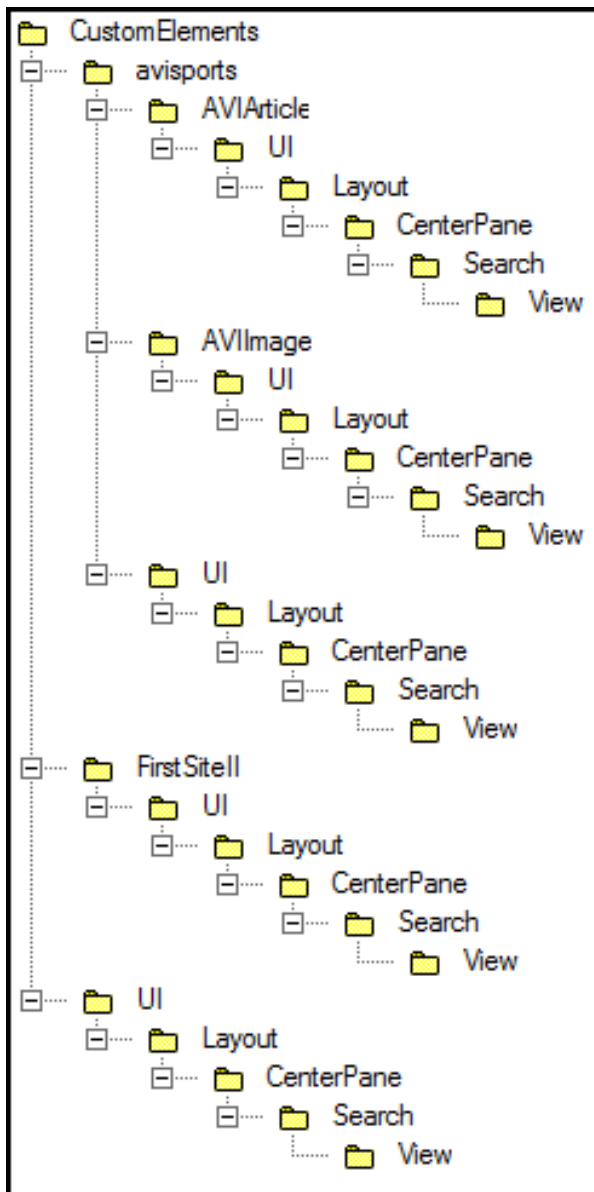 CustomElements
avisports
AVIArticle
UI
Layout
CenterPane
Search
View
AVIImage
UI
Layout
CenterPane
Search
View
UI
Layout
CenterPane
Search
View
FirstSiteII
UI
Layout
CenterPane
Search
View
UI
Layout
CenterPane
Search
View